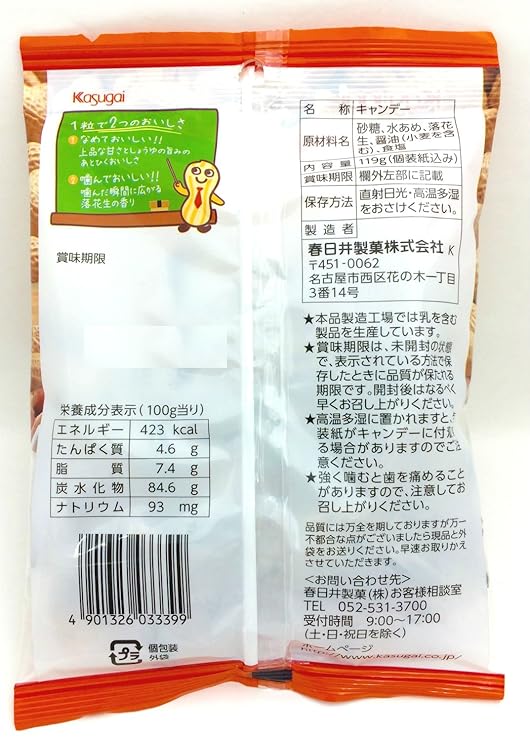 Kasugai
1粒で2つのおいしさ
① なめておいしい!!
上品な甘さとしょうゆの旨みの
あとひくおいしさ
② 噛んでおいしい!!
噛んだ瞬間に広がる
落花生の香り
賞味期限
栄養成分表示(100g当り)
エネルギー 423 kcal
たんぱく質 4.6 g
脂質 7.4 g
炭水化物 84.6 g
ナトリウム 93 mg
4 901326 033399
プラ
個包装
外袋
名称 キャンデー
原材料名 砂糖、水あめ、落花
生、醤油(小麦を含
む)、食塩
内容量 119g(個装紙込み)
賞味期限 欄外左部に記載
保存方法 直射日光・高温多湿
をおさけください。
製造者
春日井製菓株式会社 K
〒451-0062
名古屋市西区花の木一丁目
3番14号
★本品製造工場では乳を含む
製品を生産しています。
★賞味期限は、未開封の状態
で、表示されている方法で保
存したときに品質が保たれる
期限です。開封後はなるべく
早くお召し上がりください。
★高温多湿に置かれますと、
装紙がキャンデーに付着
る場合がありますのでご
意ください。
★強く噛むと歯を痛めること
がありますので、注意してお
召し上がりください。
品質には万全を期しておりますが万一
不都合な点がございましたら現品と外
袋をお送りください。早速お取りかえ
させていただきます。
<お問い合わせ先>
春日井製菓(株)お客様相談室
TEL 052-531-3700
受付時間 9:00~17:00
(土・日・祝日を除く)
ホームページ
http://www.kasugai.co.jp/